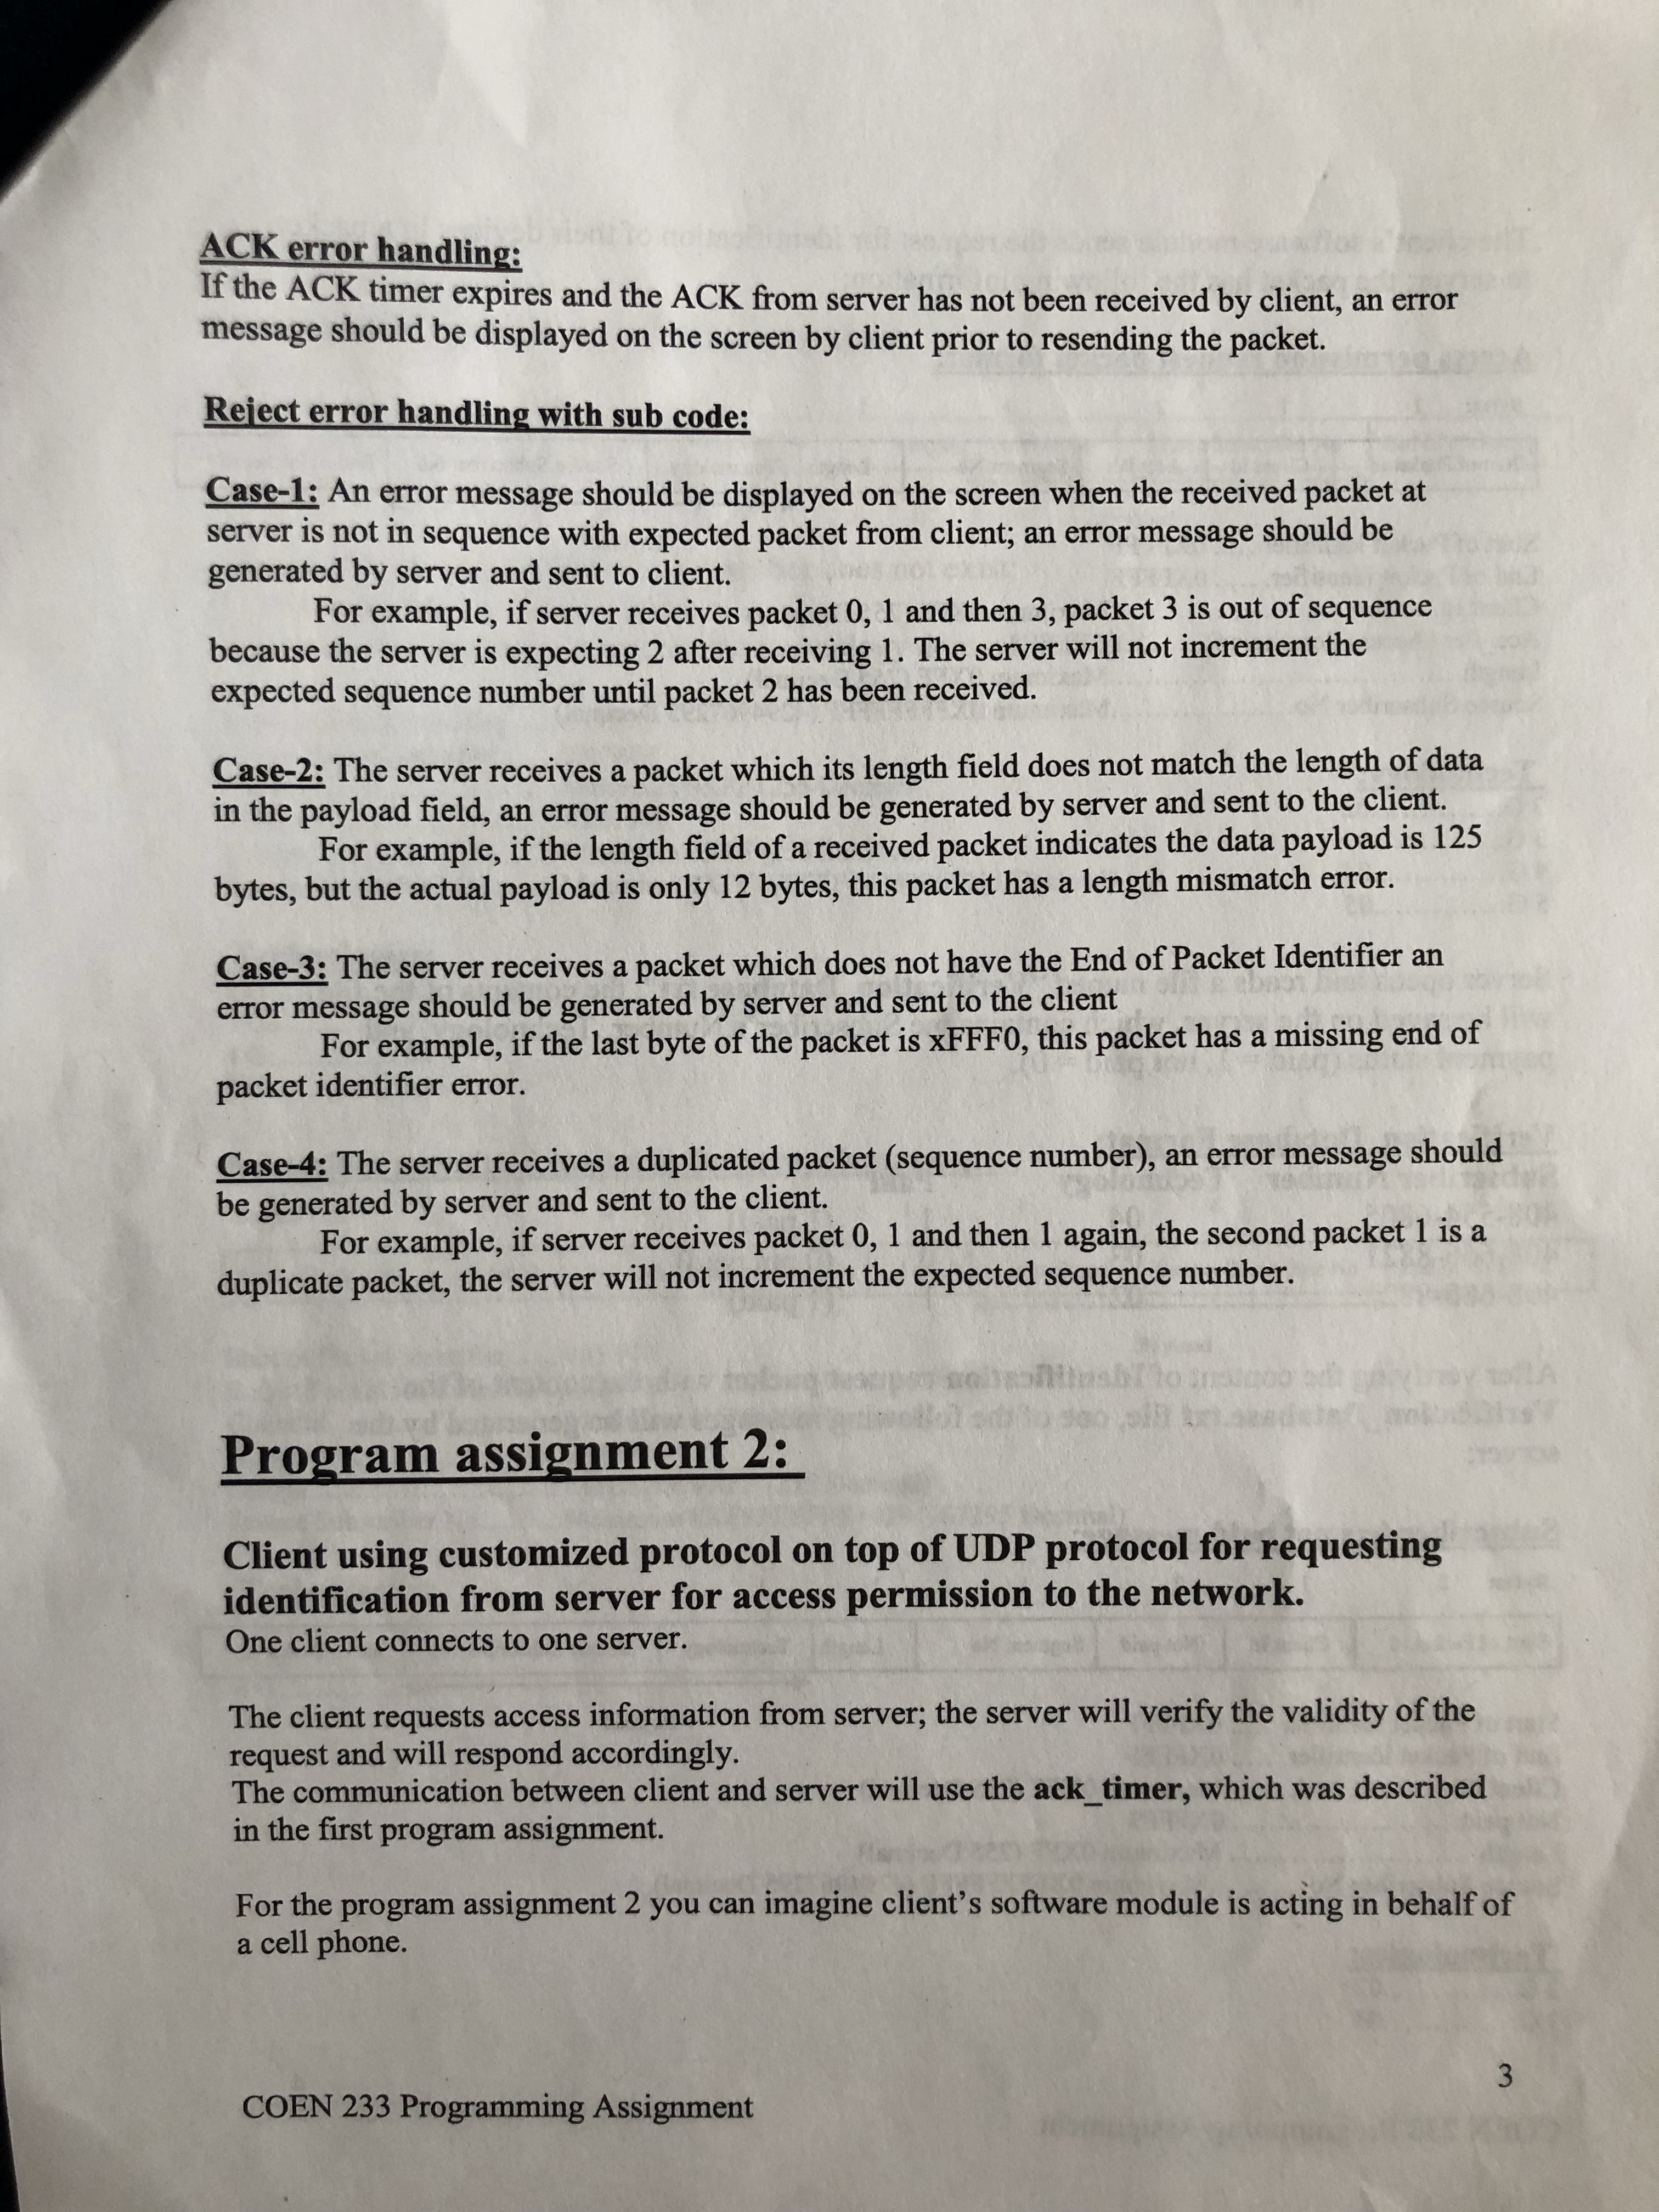 ACK error handling:
If the ACK timer expires and the ACK from server has not been received by client, an error
message should be displayed on the screen by client prior to resending the packet.
Reject error handling with sub code:
Case-1: An error message should be displayed on the screen when the received packet at
server is not in sequence with expected packet from client; an error message should be
generated by server and sent to client.
For example, if server receives packet 0, 1 and then 3, packet 3 is out of sequence
because the server is expecting 2 after receiving 1. The server will not increment the
expected sequence number until packet 2 has been received.
Case-2: The server receives a packet which its length field does not match the length of data
in the payload field, an error message should be generated by server and sent to the client.
For example, if the length field of a received packet indicates the data payload is 125
bytes, but the actual payload is only 12 bytes, this packet has a length mismatch error.
Case-3: The server receives a packet which does not have the End of Packet Identifier an
error message should be generated by server and sent to the client
For example, if the last byte of the packet is xFFF0, this packet has a missing end of
packet identifier error.
Case-4: The server receives a duplicated packet (sequence number), an error message should
be generated by server and sent to the client.
For example, if server receives packet 0, 1 and then 1 again, the second packet 1 is a
duplicate packet, the server will not increment the expected sequence number.
Program assignment 2:
Client using customized protocol on top of UDP protocol for requesting
identification from server for access permission to the network.
One client connects to one server.
The client requests access information from server; the server will verify the validity of the
request and will respond accordingly.
The communication between client and server will use the ack_timer, which was described
in the first program assignment.
For the program assignment 2 you can imagine client's software module is acting in behalf of
a cell phone.
3
COEN 233 Programming Assignment